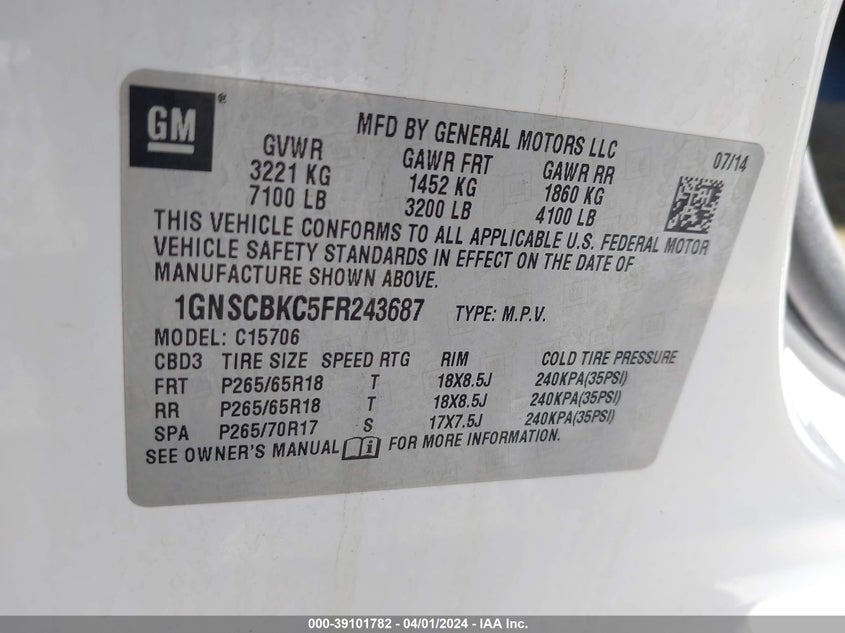 GM ®
MFD BY GENERAL MOTORS LLC 07/14
GVWR GAWR FRT GAWR RR
3221 KG 1452 KG 1860 KG
7100 LB 3200 LB 4100 LB
THIS VEHICLE CONFORMS TO ALL APPLICABLE U.S. FEDERAL MOTOR
VEHICLE SAFETY STANDARDS IN EFFECT ON THE DATE OF
MANUFACTURE SHOWN ABOVE.
1GNSCBKC5FR243687 TYPE: M.P.V.
MODEL: C15706
CBD3 TIRE SIZE SPEED RTG RIM COLD TIRE PRESSURE
FRT P265/65R18 T 18X8.5J 240KPA(35PSI)
RR P265/65R18 T 18X8.5J 240KPA(35PSI)
SPA P265/70R17 S 17X7.5J 240KPA(35PSI)
SEE OWNER'S MANUAL i FOR MORE INFORMATION.
000-39101782 - 04/01/2024 - IAA Inc.